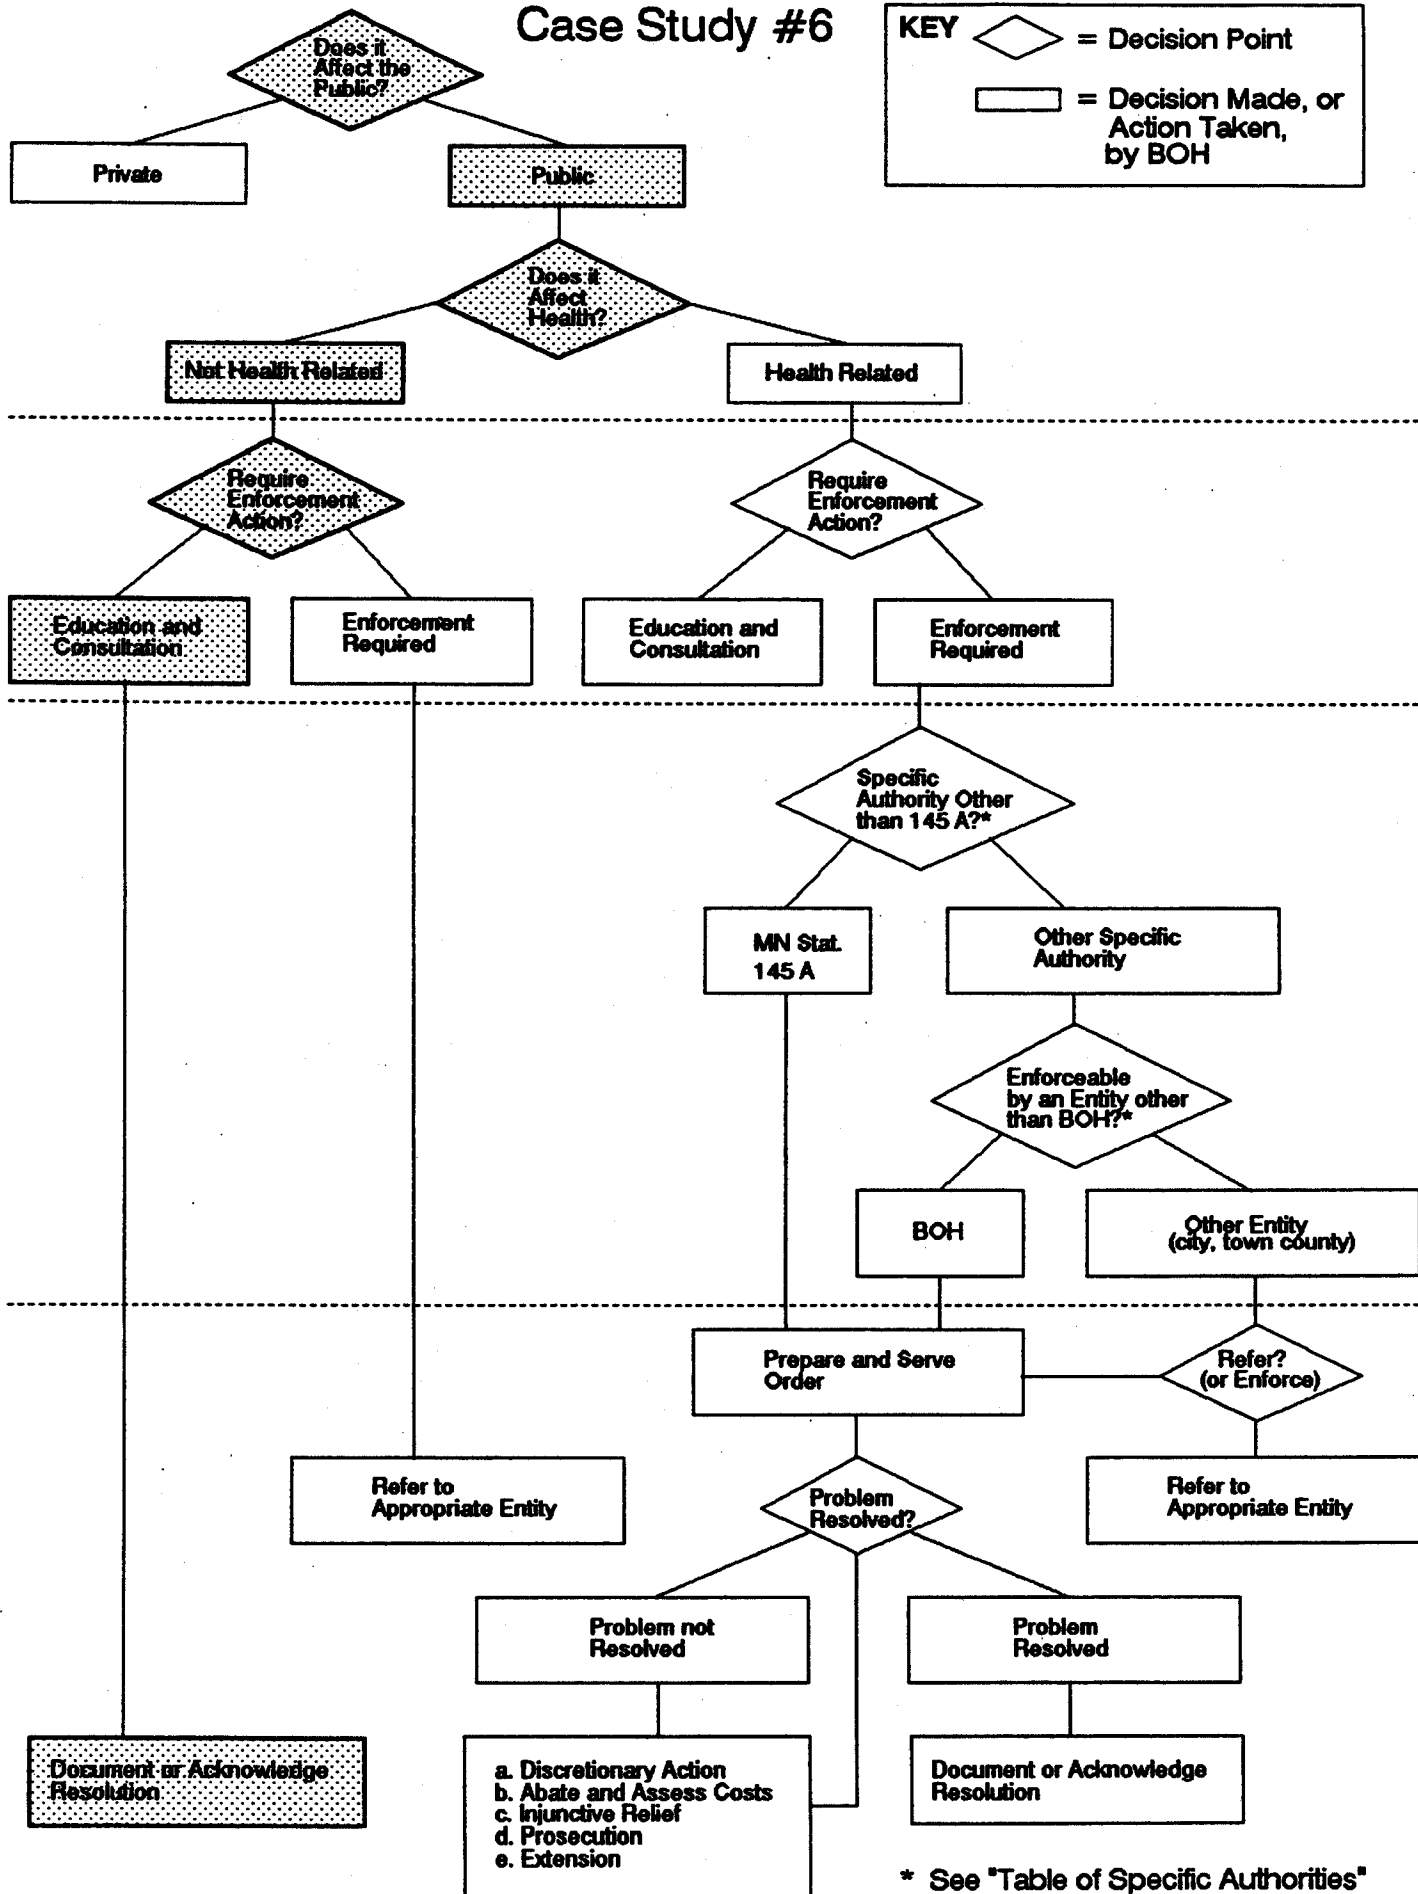 Case Study #6
KEY
= Decision Point
= Decision Made, or
Action Taken,
by BOH
Does it
Affect the
Public?
Private
Public
Does it
Affect
Health?
Not Health Related
Health Related
Require
Enforcement
Action?
Require
Enforcement
Action?
Education and
Consultation
Enforcement
Required
Education and
Consultation
Enforcement
Required
Specific
Authority Other
than 145 A?*
MN Stat.
145 A
Other Specific
Authority
Enforceable
by an Entity other
than BOH?*
BOH
Other Entity
(city, town county)
Prepare and Serve
Order
Refer?
(or Enforce)
Refer to
Appropriate Entity
Problem
Resolved?
Refer to
Appropriate Entity
Problem not
Resolved
Problem
Resolved
Document or Acknowledge
Resolution
a. Discretionary Action
b. Abate and Assess Costs
c. Injunctive Relief
d. Prosecution
e. Extension
Document or Acknowledge
Resolution
* See "Table of Specific Authorities"